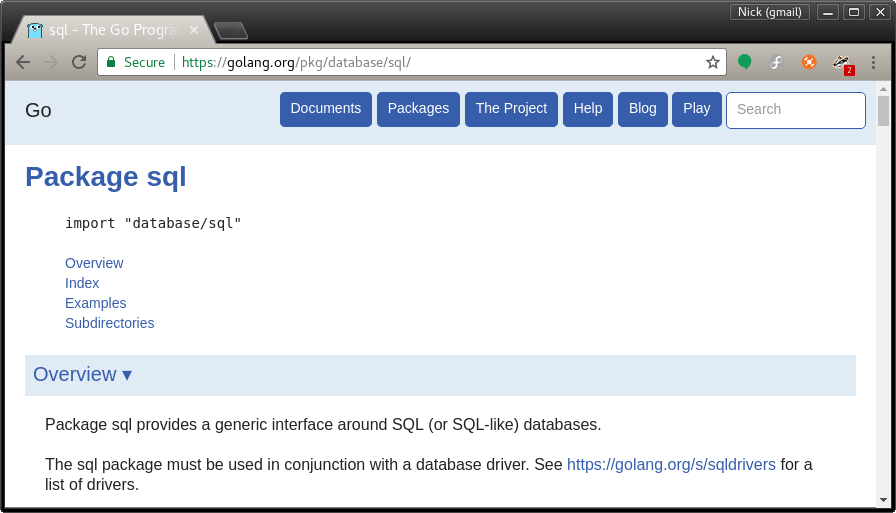 Nick (gmail)
sql - The Go Progra
Secure https://golang.org/pkg/database/sql/
2
Go Documents Packages The Project Help Blog Play Search
Package sql
import "database/sql"
Overview
Index
Examples
Subdirectories
Overview ▾
Package sql provides a generic interface around SQL (or SQL-like) databases.
The sql package must be used in conjunction with a database driver. See https://golang.org/s/sqldrivers for a
list of drivers.